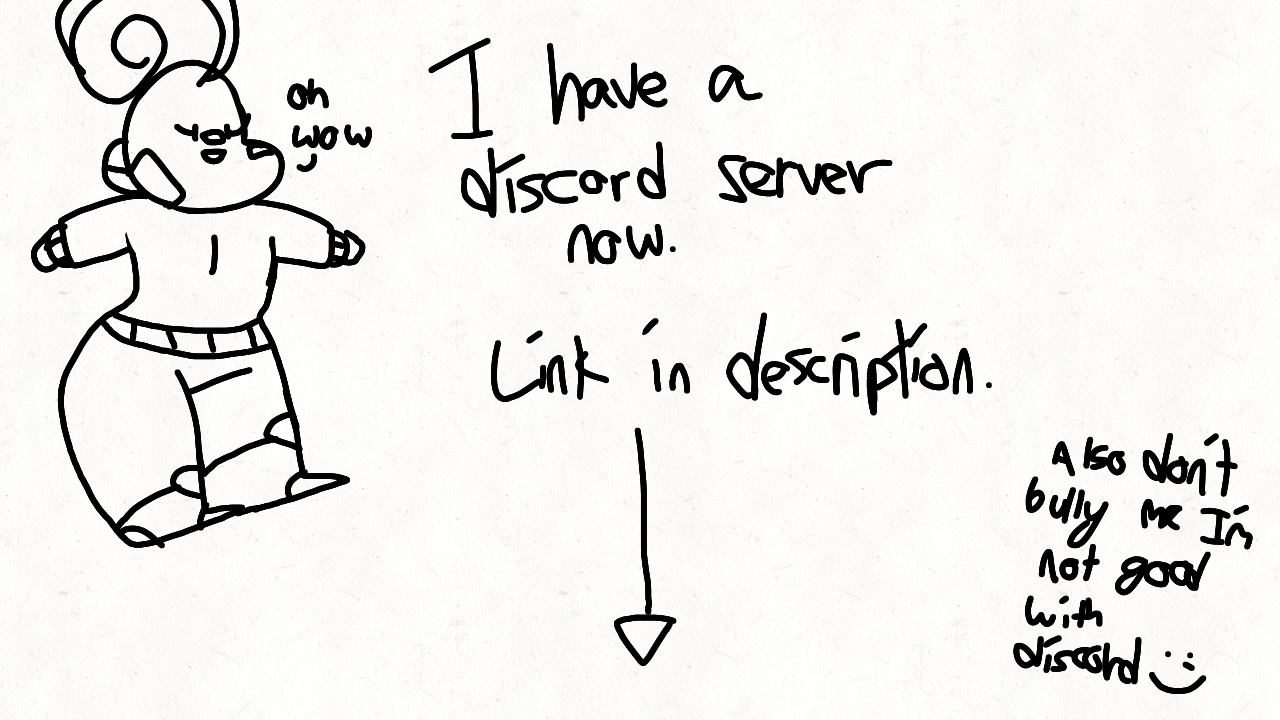 oh
wow
I have a
discord server
now.
Link in description.
Also don't
bully me I'm
not good
with
discord :)